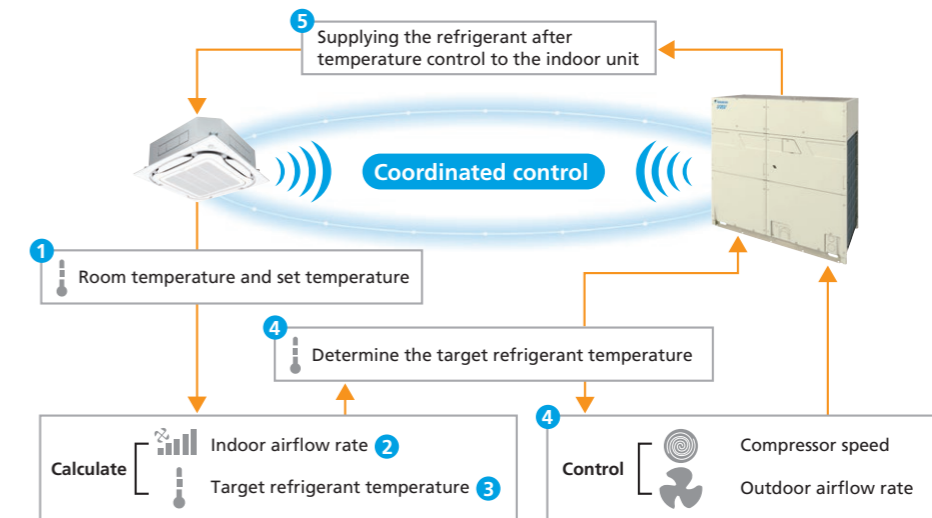 5
Supplying the refrigerant after
temperature control to the indoor unit
Coordinated control
1
Room temperature and set temperature
4
Determine the target refrigerant temperature
Calculate
Indoor airflow rate 2
Target refrigerant temperature 3
4
Control
Compressor speed
Outdoor airflow rate